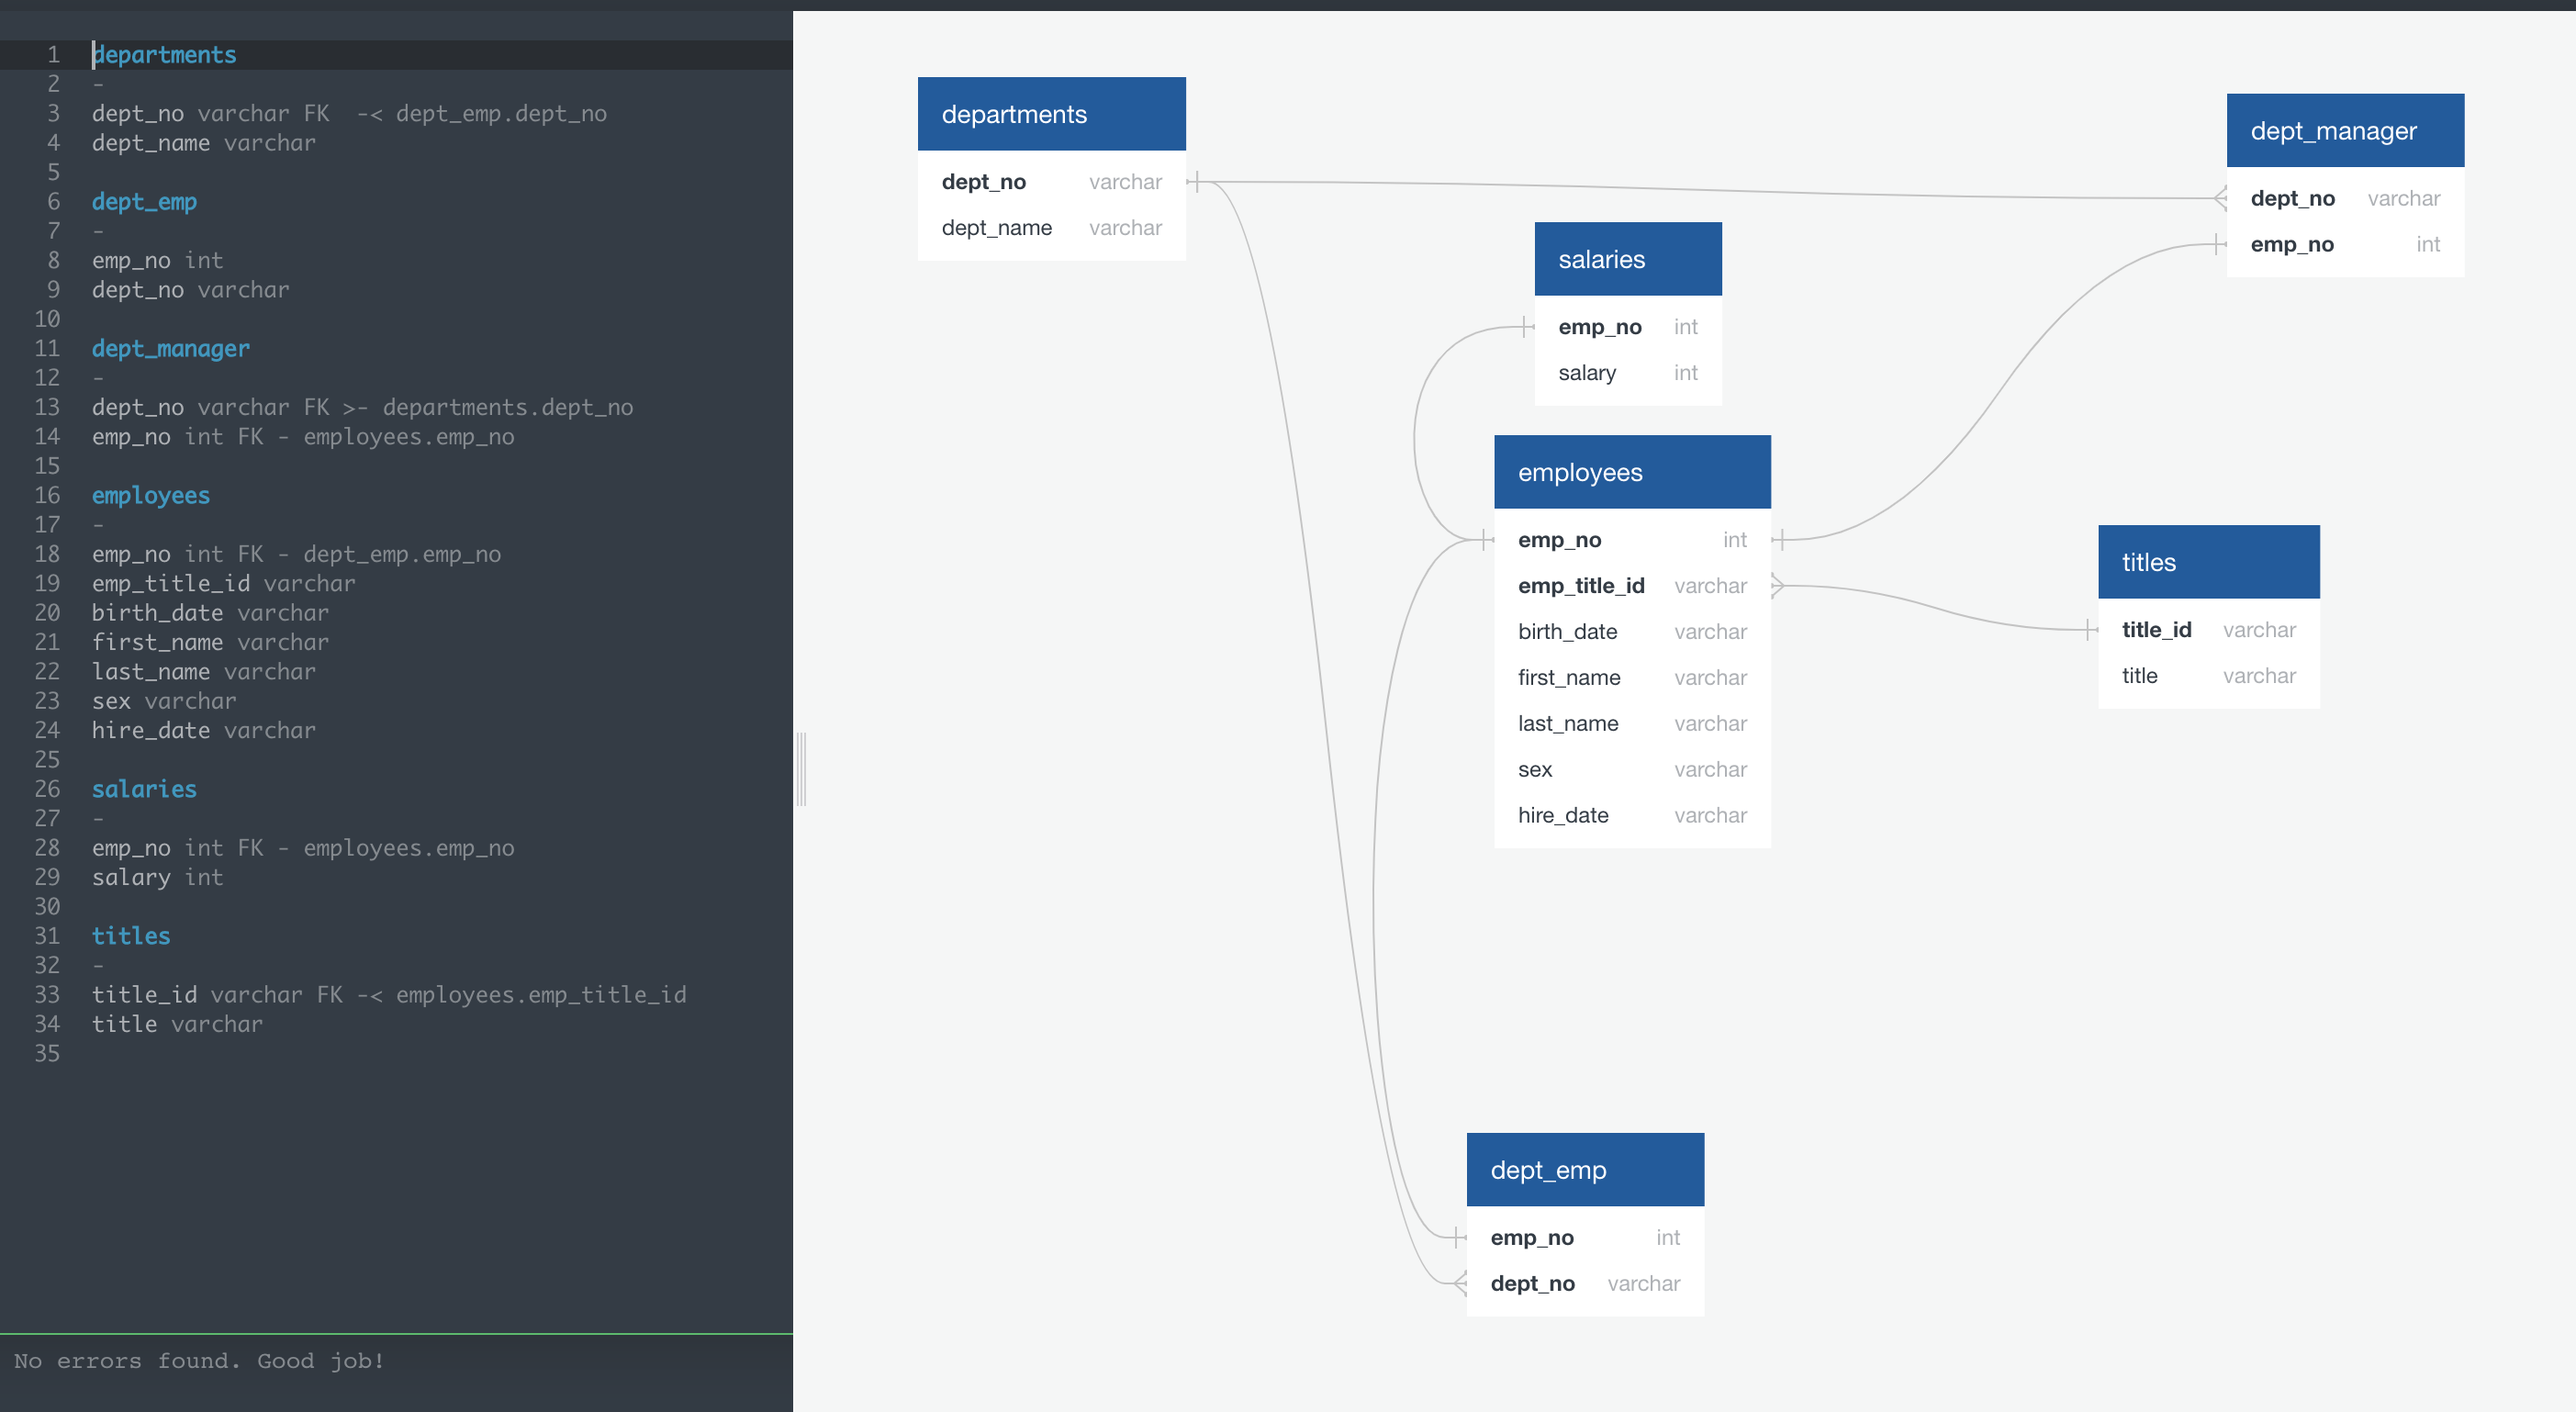 1 departments
2 -
3 dept_no varchar FK  -< dept_emp.dept_no
4 dept_name varchar
5
6 dept_emp
7 -
8 emp_no int
9 dept_no varchar
10
11 dept_manager
12 -
13 dept_no varchar FK >- departments.dept_no
14 emp_no int FK - employees.emp_no
15
16 employees
17 -
18 emp_no int FK - dept_emp.emp_no
19 emp_title_id varchar
20 birth_date varchar
21 first_name varchar
22 last_name varchar
23 sex varchar
24 hire_date varchar
25
26 salaries
27 -
28 emp_no int FK - employees.emp_no
29 salary int
30
31 titles
32 -
33 title_id varchar FK -< employees.emp_title_id
34 title varchar
35
No errors found. Good job!
departments
dept_no varchar
dept_name varchar
dept_manager
dept_no varchar
emp_no int
salaries
emp_no int
salary int
employees
emp_no int
emp_title_id varchar
birth_date varchar
first_name varchar
last_name varchar
sex varchar
hire_date varchar
titles
title_id varchar
title varchar
dept_emp
emp_no int
dept_no varchar